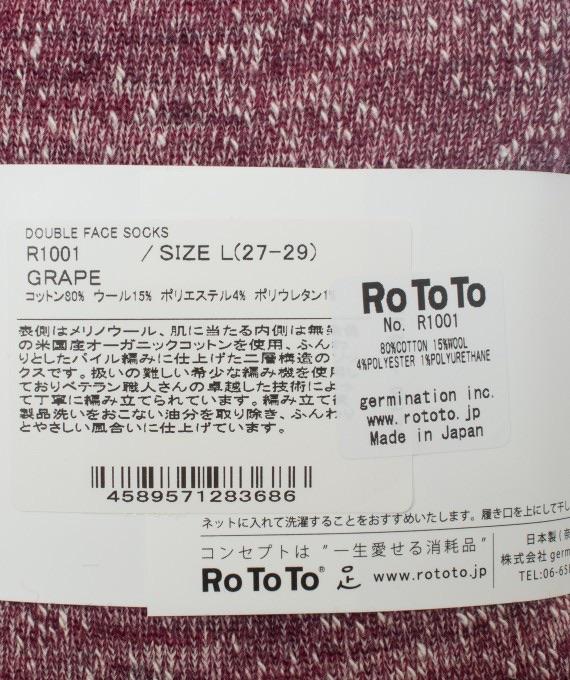 DOUBLE FACE SOCKS
R1001 / SIZE L(27-29)
GRAPE
コットン80% ウール15% ポリエステル4% ポリウレタン1%
表側はメリノウール、肌に当たる内側は無
の米国産オーガニックコットンを使用、ふん
りとしたパイル編みに仕上げた二層構造の
クスです。扱いの難しい希少な編み機を使
ておりベテラン職人さんの卓越した技術によ
て丁寧に編み立てられています。編み立て
製品洗いをおこない油分を取り除き、ふんわ
とやさしい風合いに仕上げています。
4589571283686
RoToTo
No. R1001
80%COTTON 15%WOOL
4%POLYESTER 1%POLYURETHANE
germination inc.
www.rototo.jp
Made in Japan
ネットに入れて洗濯することをおすすめいたします。履き口を上にして干し
コンセプトは "一生愛せる消耗品"
RoToTo® 足 www.rototo.jp
日本製(奈
株式会社germ
TEL:06-65